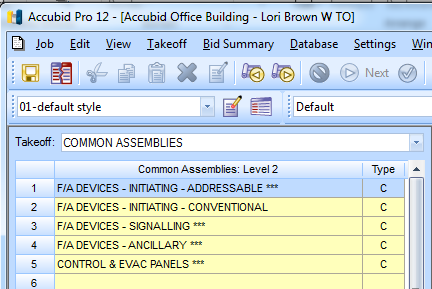 Accubid Pro 12 - [Accubid Office Building - Lori Brown W TO]
Job Edit View Takeoff Bid Summary Database Settings Win
Next
01-default style Default
Takeoff: COMMON ASSEMBLIES
Common Assemblies: Level 2 Type
1 F/A DEVICES - INITIATING - ADDRESSABLE *** C
2 F/A DEVICES - INITIATING - CONVENTIONAL C
3 F/A DEVICES - SIGNALLING *** C
4 F/A DEVICES - ANCILLARY *** C
5 CONTROL & EVAC PANELS *** C
6